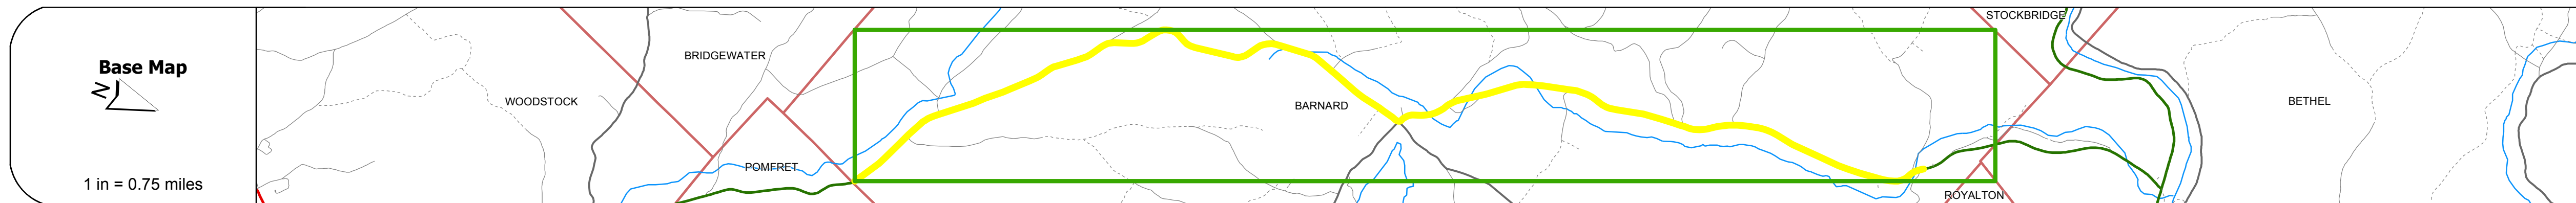 Base Map
N
1 in = 0.75 miles
WOODSTOCK
BRIDGEWATER
POMFRET
BARNARD
STOCKBRIDGE
ROYALTON
BETHEL